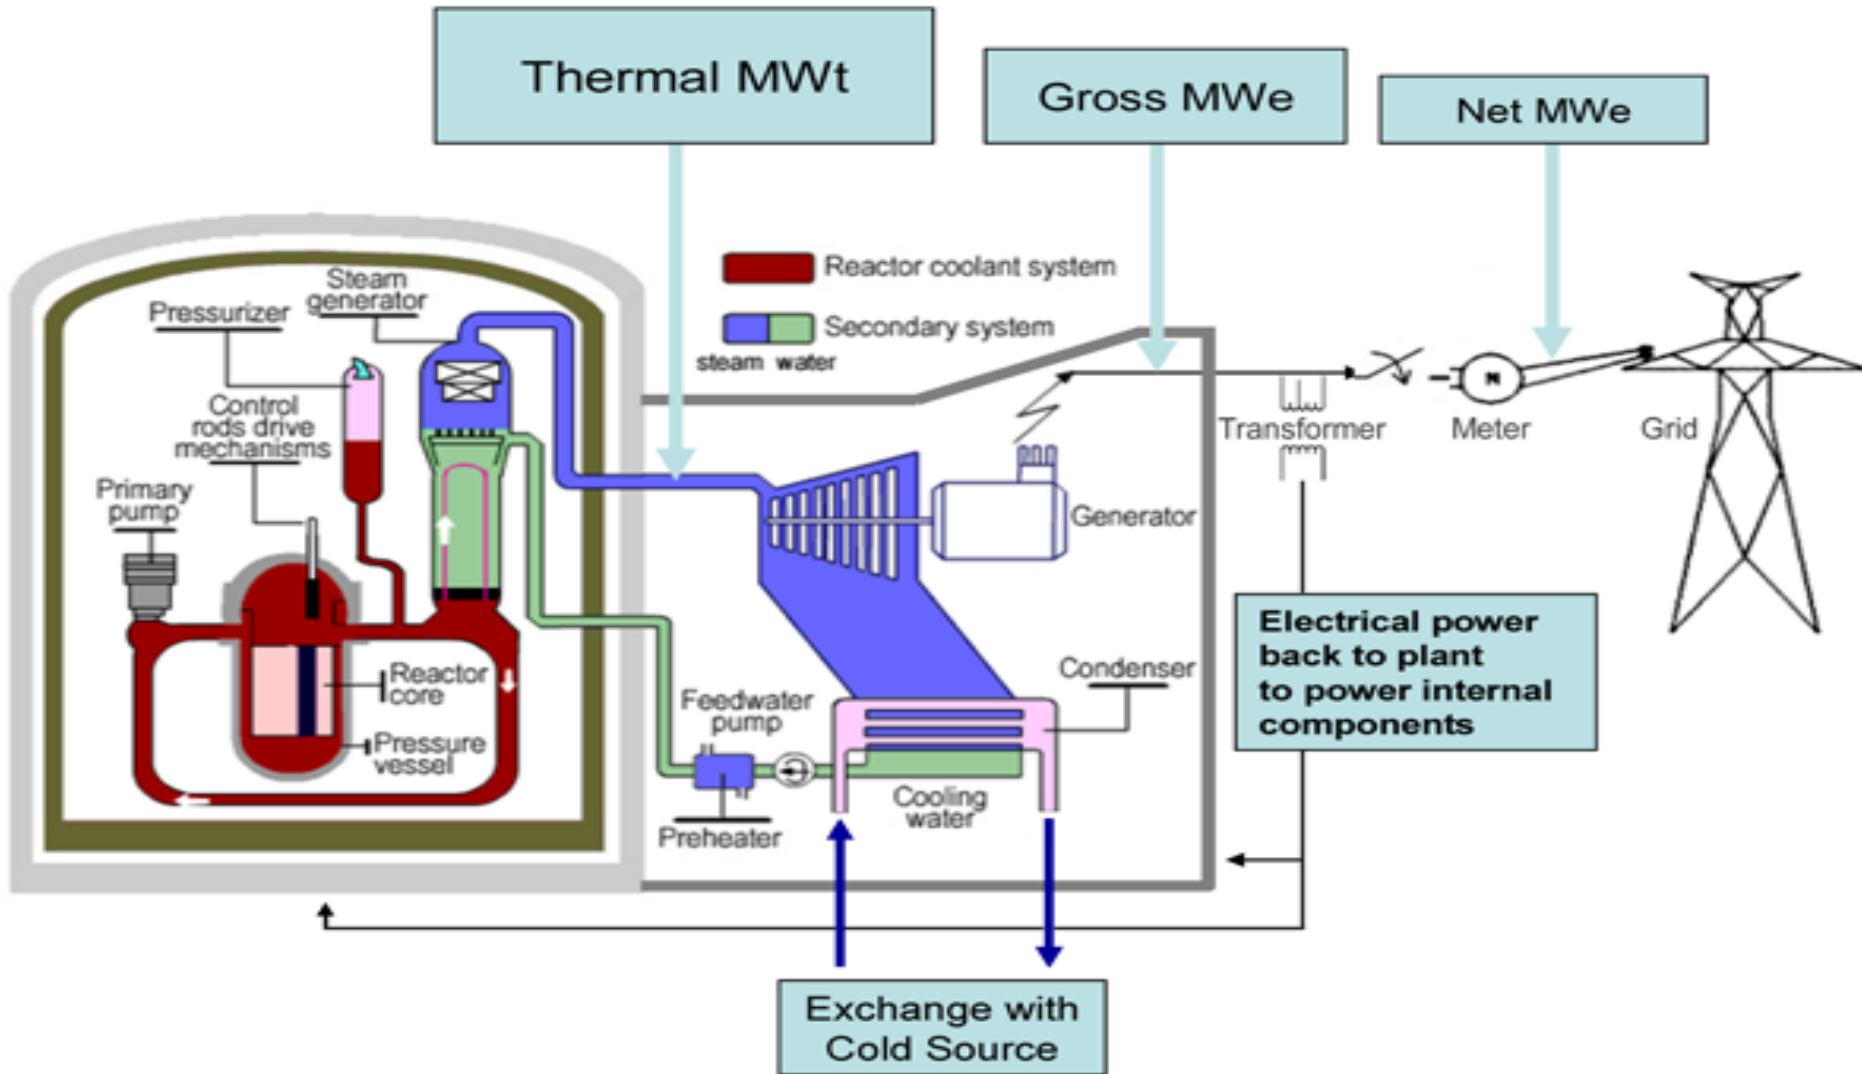 Thermal MWt
Gross MWe
Net MWe
Reactor coolant system
Secondary system
steam water
Steam
generator
Pressurizer
Control
rods drive
mechanisms
Primary
pump
Reactor
core
Pressure
vessel
Feedwater
pump
Preheater
Cooling
water
Condenser
Generator
Transformer
Meter
N
Grid
Electrical power
back to plant
to power internal
components
Exchange with
Cold Source